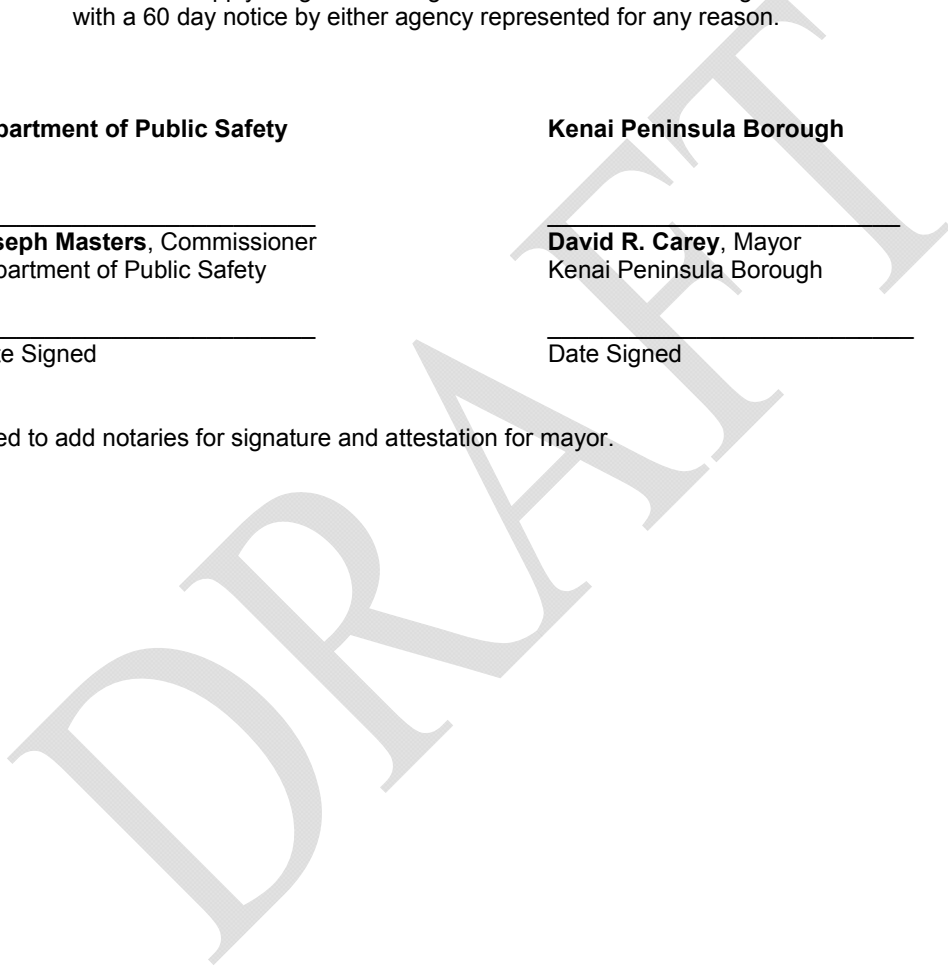 with a 60 day notice by either agency represented for any reason.
partment of Public Safety
Kenai Peninsula Borough
seph Masters, Commissioner
David R. Carey, Mayor
partment of Public Safety
Kenai Peninsula Borough
te Signed
Date Signed
ed to add notaries for signature and attestation for mayor.
DRAFT